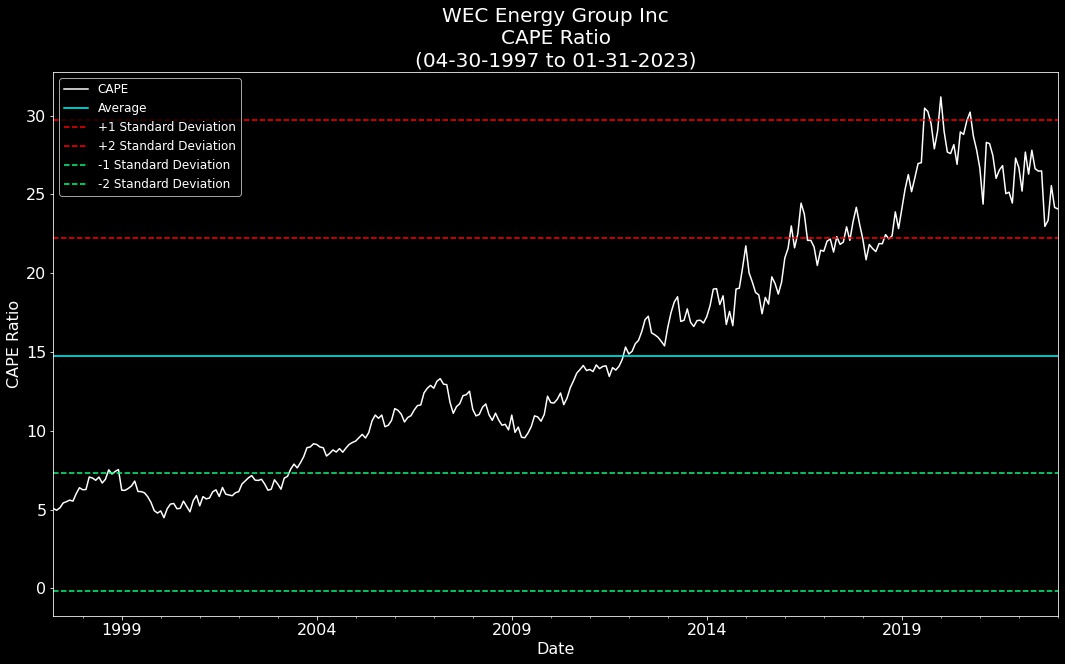 WEC Energy Group Inc
CAPE Ratio
(04-30-1997 to 01-31-2023)
CAPE
Average
+1 Standard Deviation
+2 Standard Deviation
-1 Standard Deviation
-2 Standard Deviation
CAPE Ratio
30
25
20
15
10
5
0
1999 2004 2009 2014 2019
Date